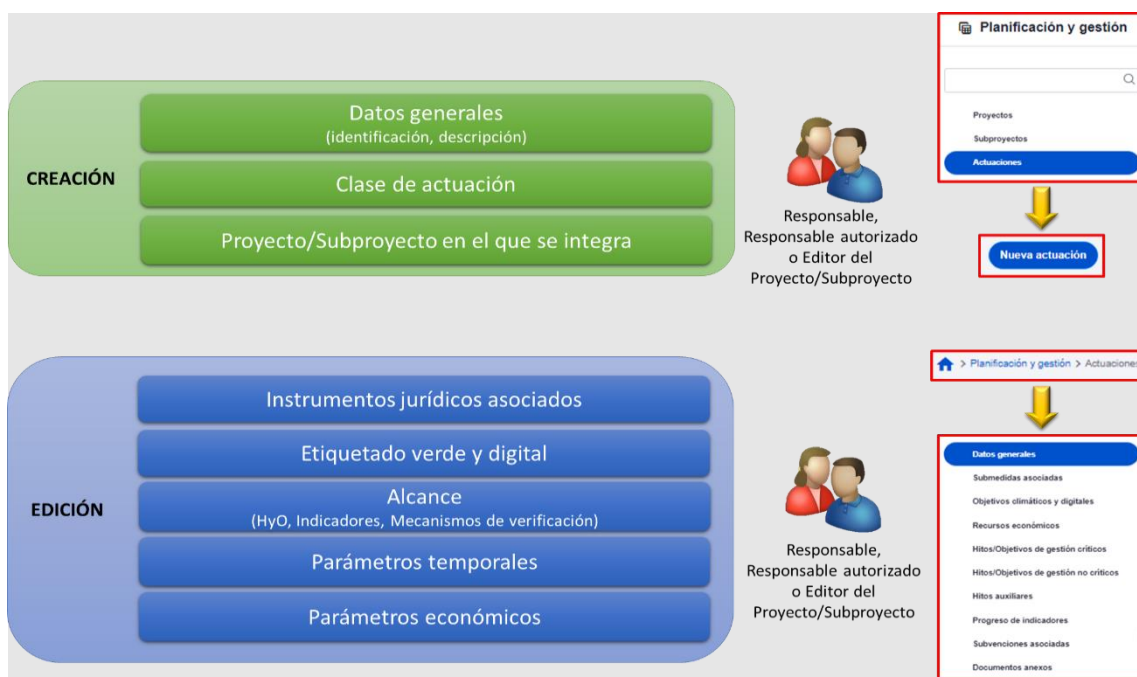 CREACIÓN
Datos generales
(identificación, descripción)
Clase de actuación
Proyecto/Subproyecto en el que se integra
Responsable,
Responsable autorizado
o Editor del
Proyecto/Subproyecto
Planificación y gestión
Proyectos
Subproyectos
Actuaciones
Nueva actuación
EDICIÓN
Instrumentos jurídicos asociados
Etiquetado verde y digital
Alcance
(HyO, Indicadores, Mecanismos de verificación)
Parámetros temporales
Parámetros económicos
Responsable,
Responsable autorizado
o Editor del
Proyecto/Subproyecto
> Planificación y gestión > Actuaciones
Datos generales
Submedidas asociadas
Objetivos climáticos y digitales
Recursos económicos
Hitos/Objetivos de gestión críticos
Hitos/Objetivos de gestión no críticos
Hitos auxiliares
Progreso de indicadores
Subvenciones asociadas
Documentos anexos